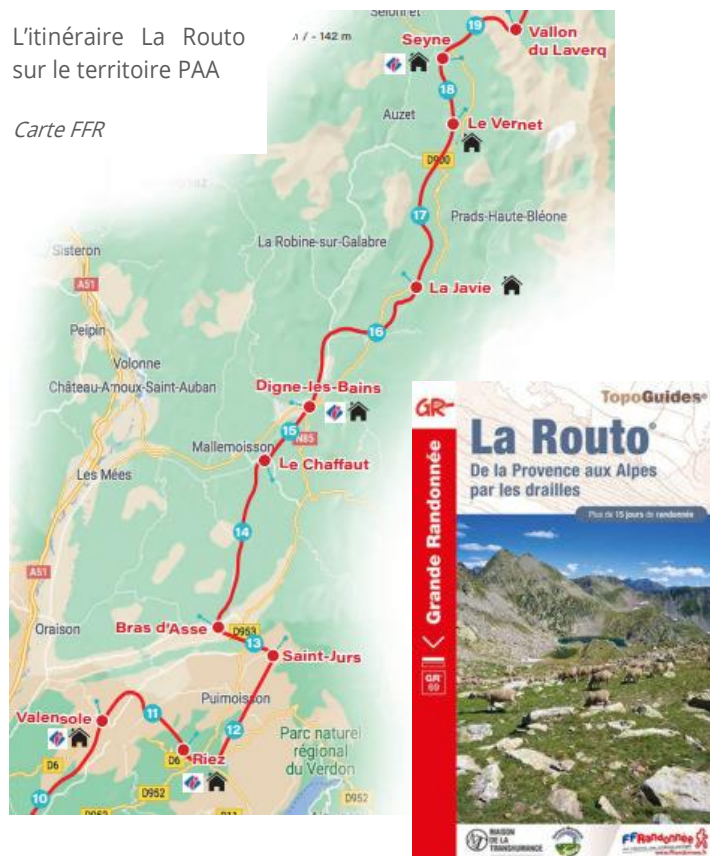 L'itinéraire La Routo
sur le territoire PAA
Carte FFR
- 142 m
Selonnet
19
Vallon
du Laverq
Seyne
18
Auzet
Le Vernet
D900
17
Prads-Haute-Bléone
La Robine-sur-Galabre
Sisteron
A51
La Javie
16
Peipin
Volonne
Château-Arnoux-Saint-Auban
Digne-les-Bains
15
N85
Mallemoisson
Le Chaffaut
Les Mées
14
A51
Oraison
Bras d'Asse
D953
13
Saint-Jurs
Puimoisson
Valensole
11
12
Parc naturel
régional
du Verdon
D6
D6
Riez
10
D952
D952
D952
D11
TopoGuides®
GR®
La Routo®
De la Provence aux Alpes
par les drailles
Plus de 15 jours de randonnée
Grande Randonnée
GR®
69
MAISON
DE LA
TRANSHUMANCE
FFRandonnée